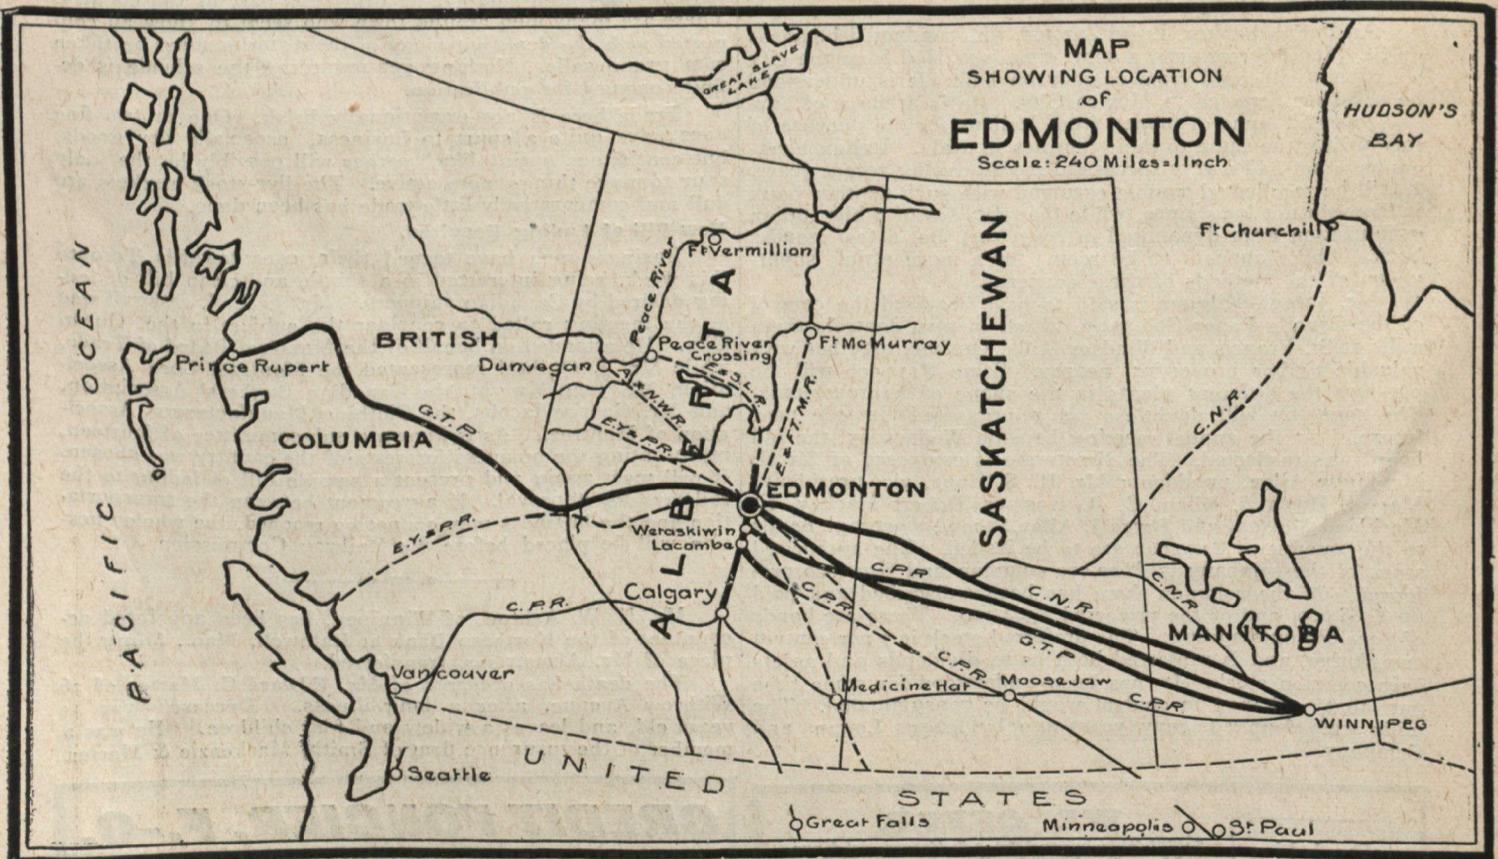 MAP
SHOWING LOCATION
of
EDMONTON
Scale: 240 Miles = 1 Inch
GREAT SLAVE
LAKE
HUDSON'S
BAY
Ft Churchill
PACIFIC OCEAN
BRITISH
COLUMBIA
ALBERTA
SASKATCHEWAN
MANITOBA
Ft Vermillion
Peace River
Prince Rupert
Dunvegan
Peace River
Crossing
Ft McMurray
G.T.P.
A. & N.W.R.
E.Y.& P.R.
E.& FT.M.R.
C.N.R.
EDMONTON
Weraskiwin
Lacombe
E.Y.& P.R.
Calgary
C.P.R.
C.P.R
C.P.R.
C.N.R.
C.N.R
G.T.P
C.P.R.
C.P.R
Vancouver
Medicine Hat
Moose Jaw
WINNIPEG
Seattle
UNITED STATES
Great Falls
Minneapolis
St Paul